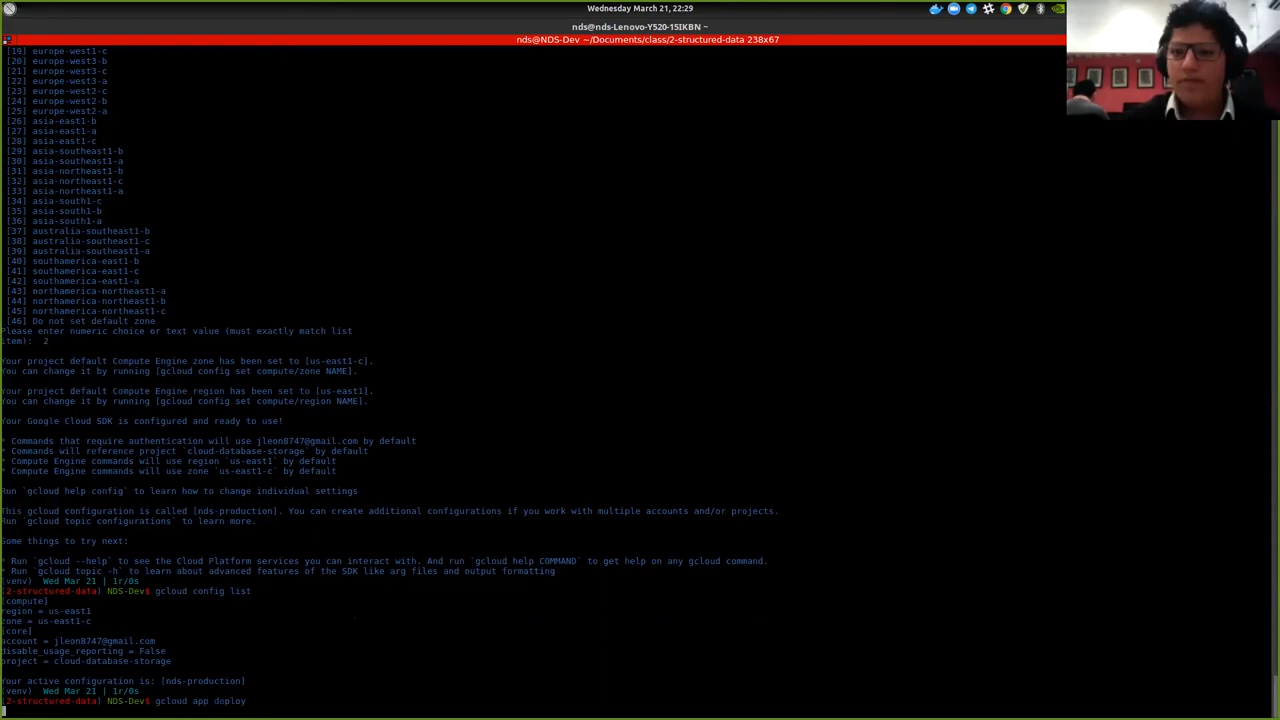 Wednesday March 21, 22:29
nds@nds-Lenovo-Y520-15IKBN ~
nds@NDS-Dev ~/Documents/class/2-structured-data 238x67
[19] europe-west1-c
[20] europe-west3-b
[21] europe-west3-c
[22] europe-west3-a
[23] europe-west2-c
[24] europe-west2-b
[25] europe-west2-a
[26] asia-east1-b
[27] asia-east1-a
[28] asia-east1-c
[29] asia-southeast1-b
[30] asia-southeast1-a
[31] asia-northeast1-b
[32] asia-northeast1-c
[33] asia-northeast1-a
[34] asia-south1-c
[35] asia-south1-b
[36] asia-south1-a
[37] australia-southeast1-b
[38] australia-southeast1-c
[39] australia-southeast1-a
[40] southamerica-east1-b
[41] southamerica-east1-c
[42] southamerica-east1-a
[43] northamerica-northeast1-a
[44] northamerica-northeast1-b
[45] northamerica-northeast1-c
[46] Do not set default zone
Please enter numeric choice or text value (must exactly match list
item):  2
Your project default Compute Engine zone has been set to [us-east1-c].
You can change it by running [gcloud config set compute/zone NAME].
Your project default Compute Engine region has been set to [us-east1].
You can change it by running [gcloud config set compute/region NAME].
Your Google Cloud SDK is configured and ready to use!
* Commands that require authentication will use jleon8747@gmail.com by default
* Commands will reference project `cloud-database-storage` by default
* Compute Engine commands will use region `us-east1` by default
* Compute Engine commands will use zone `us-east1-c` by default
Run `gcloud help config` to learn how to change individual settings
This gcloud configuration is called [nds-production]. You can create additional configurations if you work with multiple accounts and/or projects.
Run `gcloud topic configurations` to learn more.
Some things to try next:
* Run `gcloud --help` to see the Cloud Platform services you can interact with. And run `gcloud help COMMAND` to get help on any gcloud command.
* Run `gcloud topic -h` to learn about advanced features of the SDK like arg files and output formatting
(venv)  Wed Mar 21 | 1r/0s
(2-structured-data) NDS-Dev$ gcloud config list
[compute]
region = us-east1
zone = us-east1-c
[core]
account = jleon8747@gmail.com
disable_usage_reporting = False
project = cloud-database-storage
Your active configuration is: [nds-production]
(venv)  Wed Mar 21 | 1r/0s
(2-structured-data) NDS-Dev$ gcloud app deploy